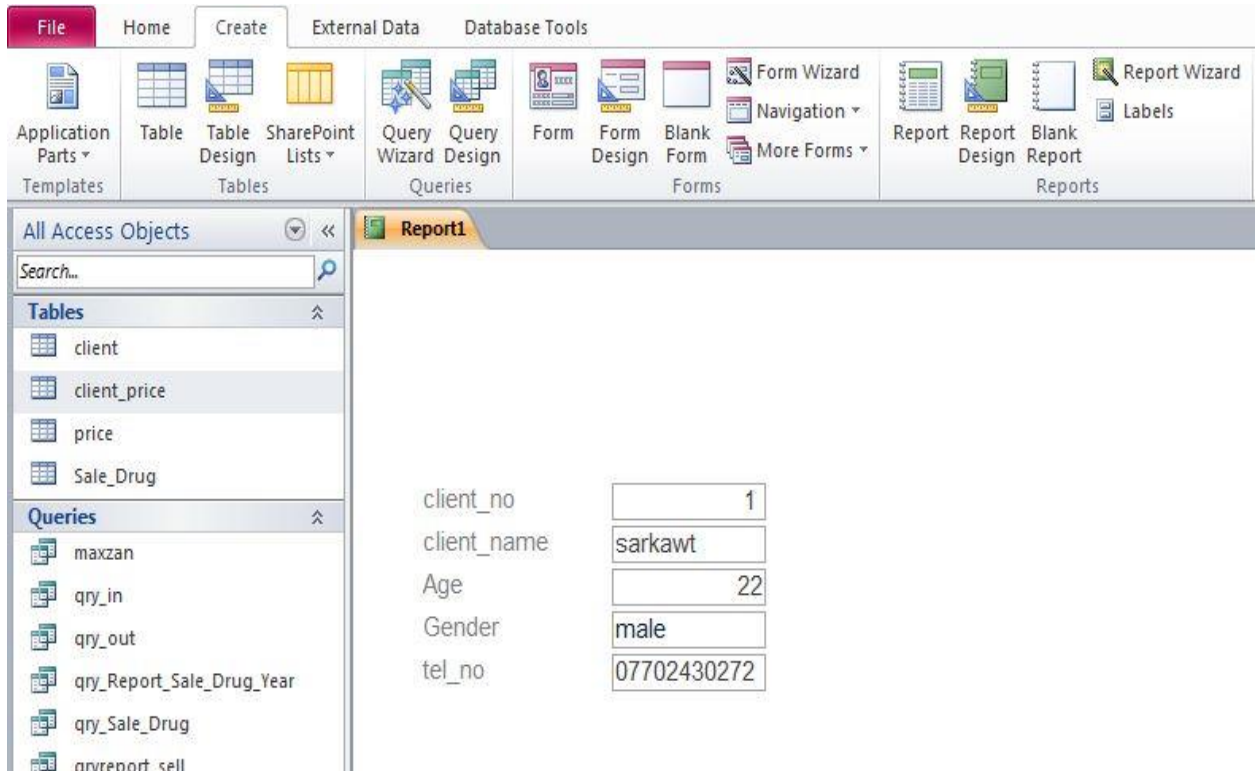 File Home Create External Data Database Tools
Application Parts
Table
Table Design
SharePoint Lists
Templates
Tables
Query Wizard
Query Design
Queries
Form
Form Design
Blank Form
Form Wizard
Navigation
More Forms
Forms
Report
Report Design
Blank Report
Report Wizard
Labels
Reports
All Access Objects
Search...
Tables
client
client_price
price
Sale_Drug
Queries
maxzan
qry_in
qry_out
qry_Report_Sale_Drug_Year
qry_Sale_Drug
qryreport_sell
Report1
client_no 1
client_name sarkawt
Age 22
Gender male
tel_no 07702430272